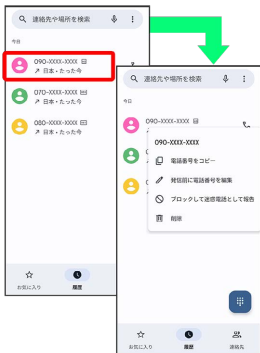 連絡先や場所を検索
今日
090-XXXX-XXXX
日本・たった今
070-XXXX-XXXX
日本・たった今
080-XXXX-XXXX
日本・たった今
お気に入り
履歴
連絡先や場所を検索
今日
090-XXXX-XXXX
090-XXXX-XXXX
電話番号をコピー
発信前に電話番号を編集
ブロックして迷惑電話として報告
削除
お気に入り
履歴
連絡先